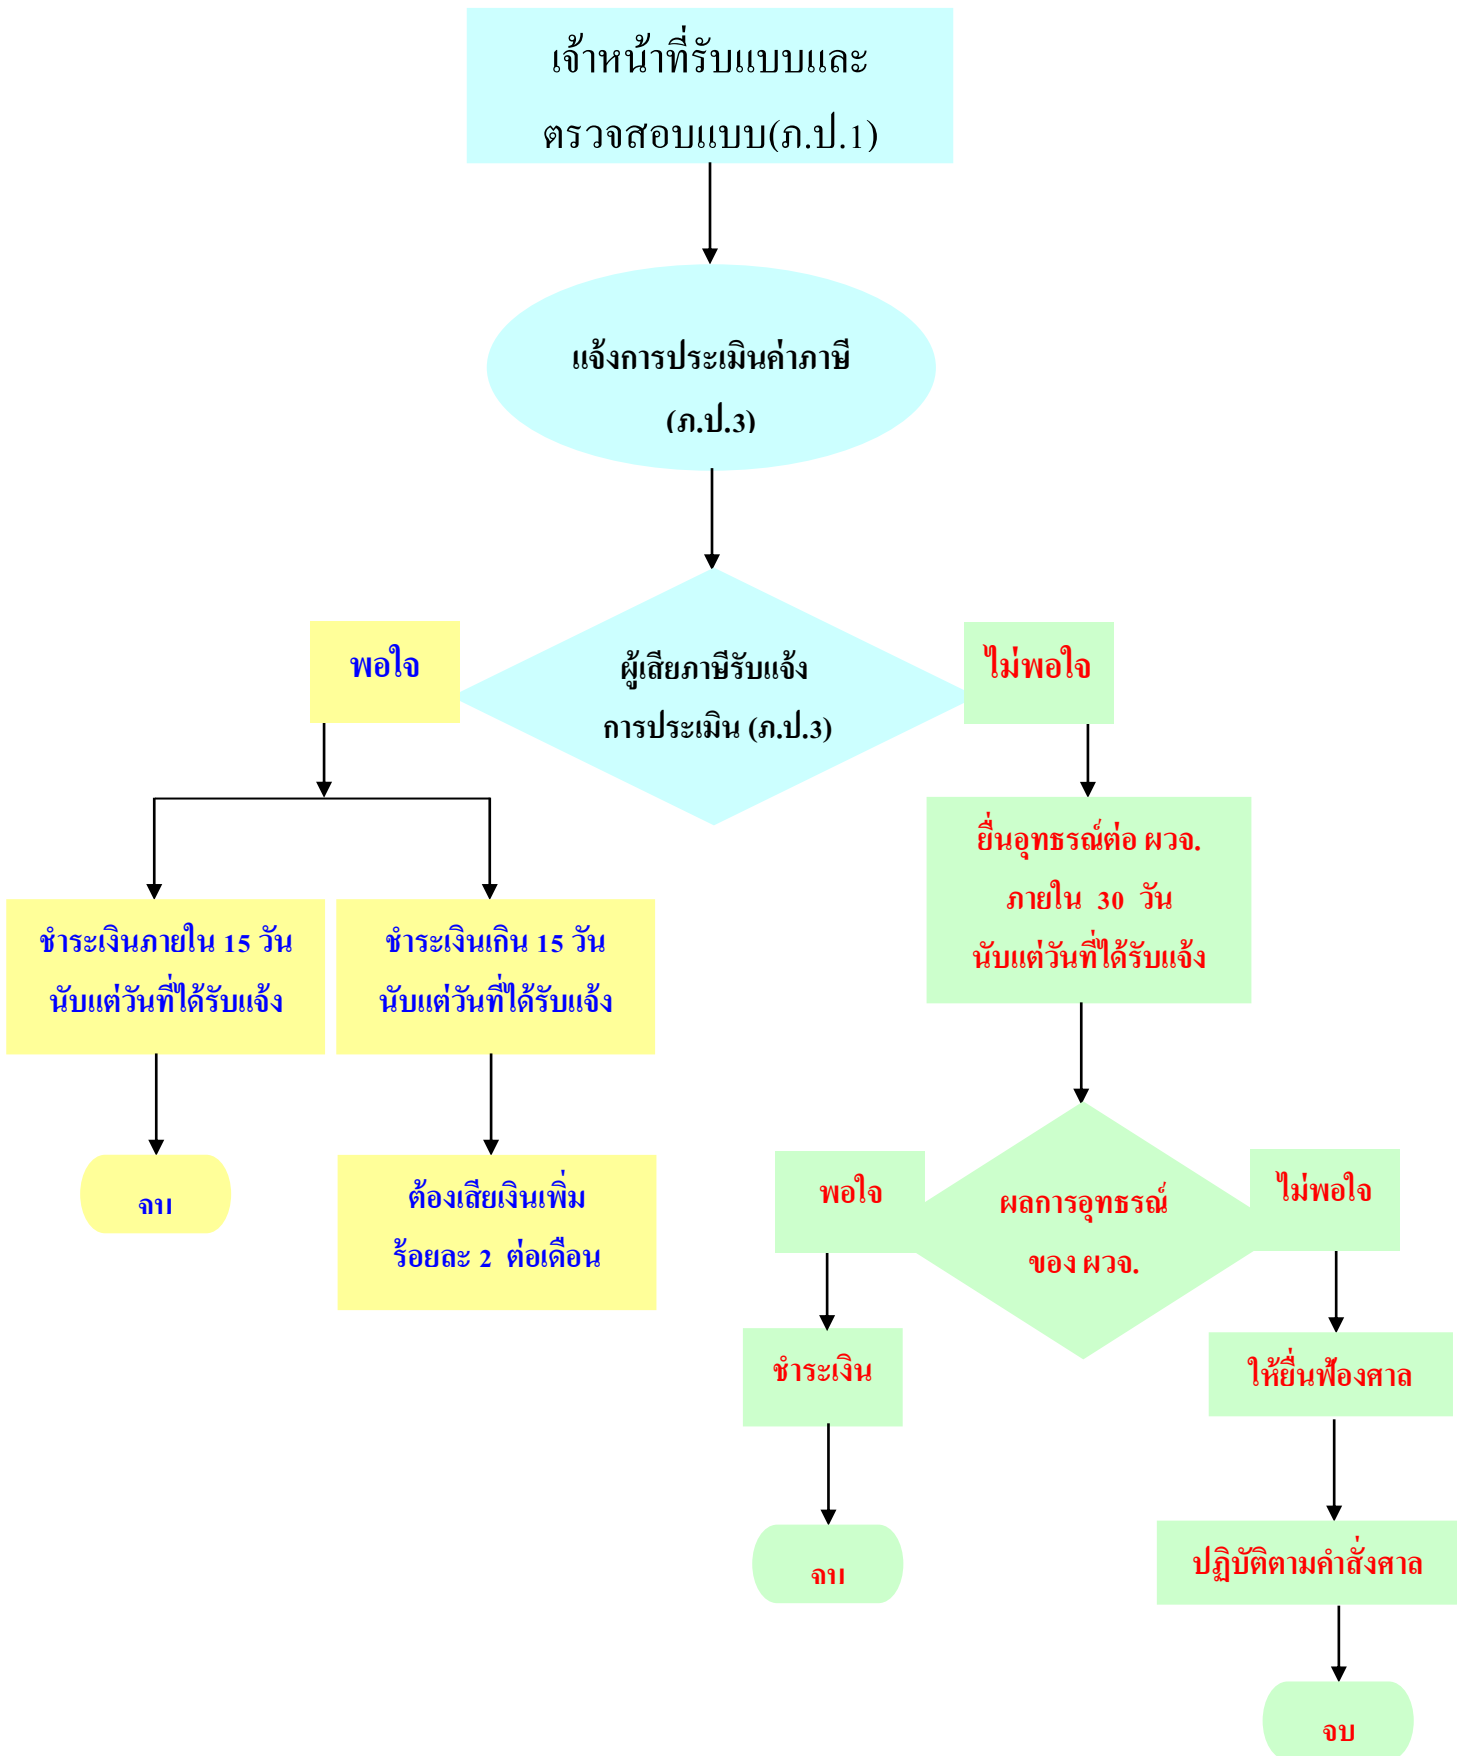 เจ้าหน้าที่รับแบบและ
ตรวจสอบแบบ(ภ.ป.1)
แจ้งการประเมินค่าภาษี
(ภ.ป.3)
พอใจ
ผู้เสียภาษีรับแจ้ง
การประเมิน (ภ.ป.3)
ไม่พอใจ
ชำระเงินภายใน 15 วัน
นับแต่วันที่ได้รับแจ้ง
ชำระเงินเกิน 15 วัน
นับแต่วันที่ได้รับแจ้ง
ยื่นอุทธรณ์ต่อ ผวจ.
ภายใน 30 วัน
นับแต่วันที่ได้รับแจ้ง
จบ
ต้องเสียเงินเพิ่ม
ร้อยละ 2 ต่อเดือน
พอใจ
ผลการอุทธรณ์
ของ ผวจ.
ไม่พอใจ
ชำระเงิน
ให้ยื่นฟ้องศาล
จบ
ปฏิบัติตามคำสั่งศาล
จบ